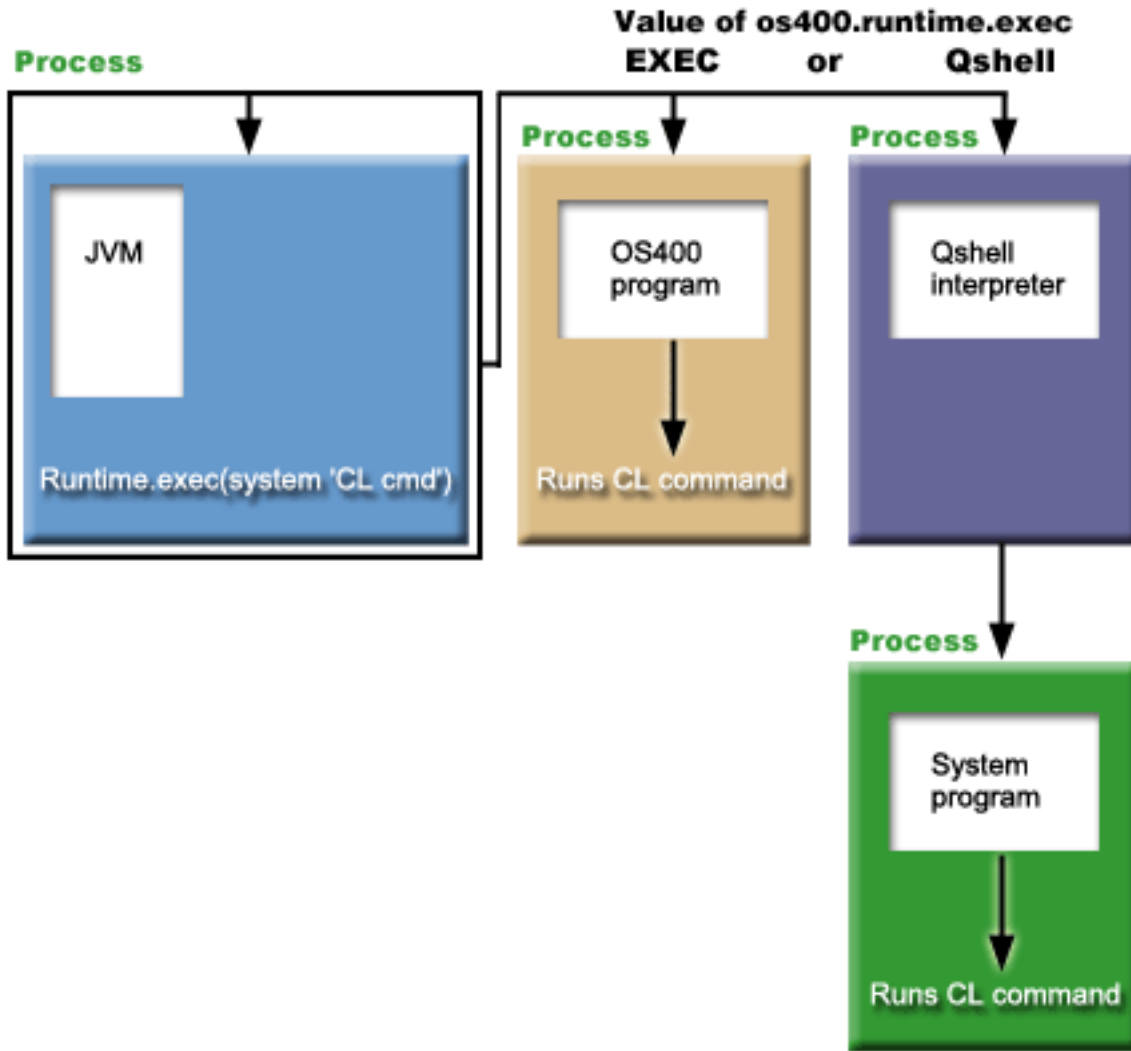 Value of os400.runtime.exec
EXEC or Qshell
Process
Process
Process
JVM
Runtime.exec(system 'CL cmd')
OS400
program
Runs CL command
Qshell
interpreter
Process
System
program
Runs CL command